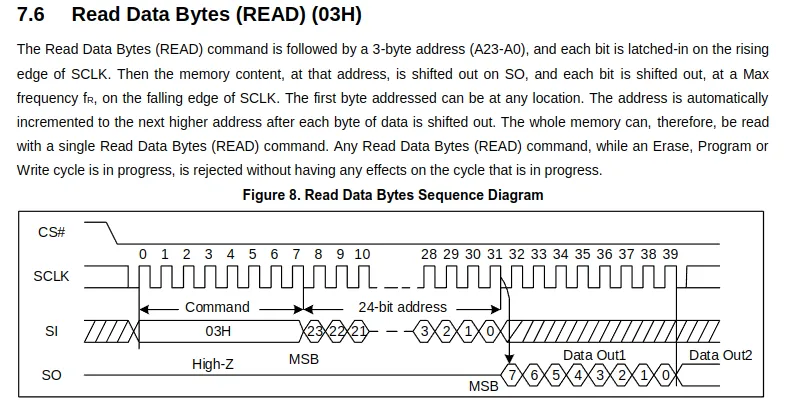 7.6 Read Data Bytes (READ) (03H)
The Read Data Bytes (READ) command is followed by a 3-byte address (A23-A0), and each bit is latched-in on the rising
edge of SCLK. Then the memory content, at that address, is shifted out on SO, and each bit is shifted out, at a Max
frequency fR, on the falling edge of SCLK. The first byte addressed can be at any location. The address is automatically
incremented to the next higher address after each byte of data is shifted out. The whole memory can, therefore, be read
with a single Read Data Bytes (READ) command. Any Read Data Bytes (READ) command, while an Erase, Program or
Write cycle is in progress, is rejected without having any effects on the cycle that is in progress.
Figure 8. Read Data Bytes Sequence Diagram
CS#
0 1 2 3 4 5 6 7 8 9 10 28 29 30 31 32 33 34 35 36 37 38 39
SCLK
Command 24-bit address
SI 03H 23 22 21 3 2 1 0
High-Z MSB Data Out1 Data Out2
SO 7 6 5 4 3 2 1 0
MSB